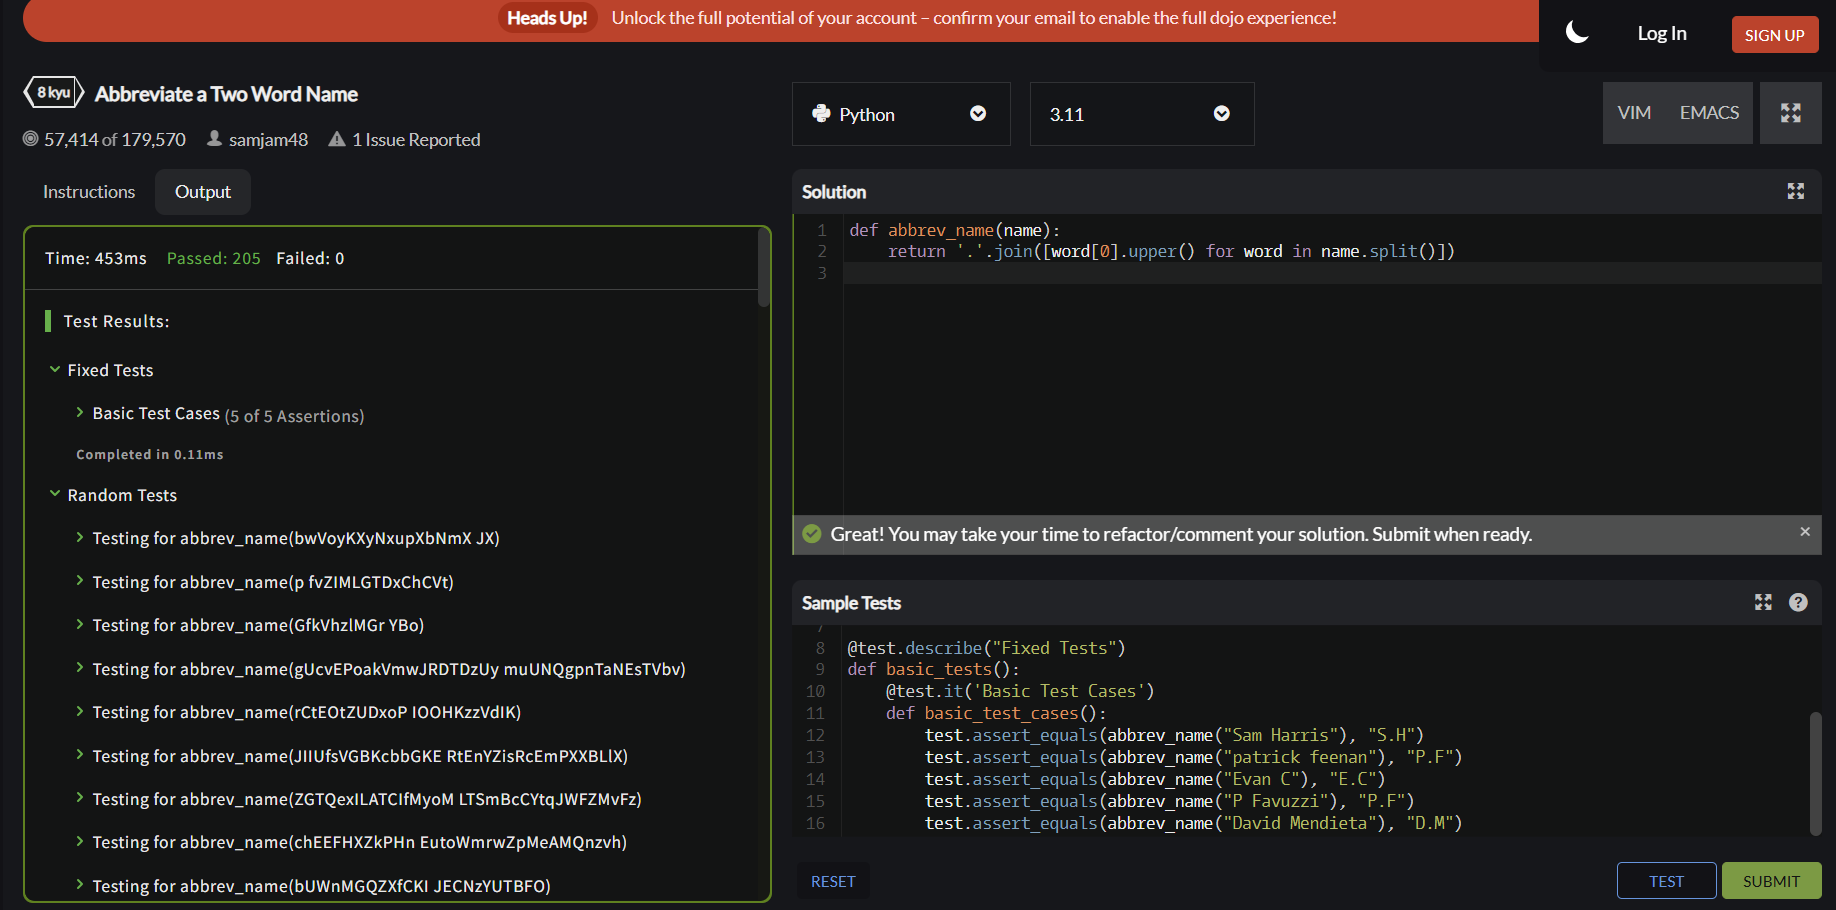 Heads Up! Unlock the full potential of your account – confirm your email to enable the full dojo experience!
Log In
SIGN UP
8 kyu
Abbreviate a Two Word Name
57,414 of 179,570
samjam48
1 Issue Reported
Instructions
Output
Time: 453ms Passed: 205 Failed: 0
Test Results:
Fixed Tests
Basic Test Cases (5 of 5 Assertions)
Completed in 0.11ms
Random Tests
Testing for abbrev_name(bwVoyKXyNxupXbNmX JX)
Testing for abbrev_name(p fvZIMLGTDxChCVt)
Testing for abbrev_name(GfkVhzlMGr YBo)
Testing for abbrev_name(gUcvEPoakVmwJRDTDzUy muUNQgpnTaNEsTVbv)
Testing for abbrev_name(rCtEOtZUDxoP IOOHKzzVdIK)
Testing for abbrev_name(JIIUfsVGBKcbbGKE RtEnYZisRcEmPXXBLlX)
Testing for abbrev_name(ZGTQexILATCIfMyoM LTSmBcCYtqJWFZMvFz)
Testing for abbrev_name(chEEFHXZkPHn EutoWmrwZpMeAMQnzvh)
Testing for abbrev_name(bUWnMGQZXfCKI JECNzYUTBFO)
Python
3.11
VIM
EMACS
Solution
1 def abbrev_name(name):
2     return '.'.join([word[0].upper() for word in name.split()])
3
Great! You may take your time to refactor/comment your solution. Submit when ready.
Sample Tests
7
8 @test.describe("Fixed Tests")
9 def basic_tests():
10     @test.it('Basic Test Cases')
11     def basic_test_cases():
12         test.assert_equals(abbrev_name("Sam Harris"), "S.H")
13         test.assert_equals(abbrev_name("patrick feenan"), "P.F")
14         test.assert_equals(abbrev_name("Evan C"), "E.C")
15         test.assert_equals(abbrev_name("P Favuzzi"), "P.F")
16         test.assert_equals(abbrev_name("David Mendieta"), "D.M")
RESET
TEST
SUBMIT